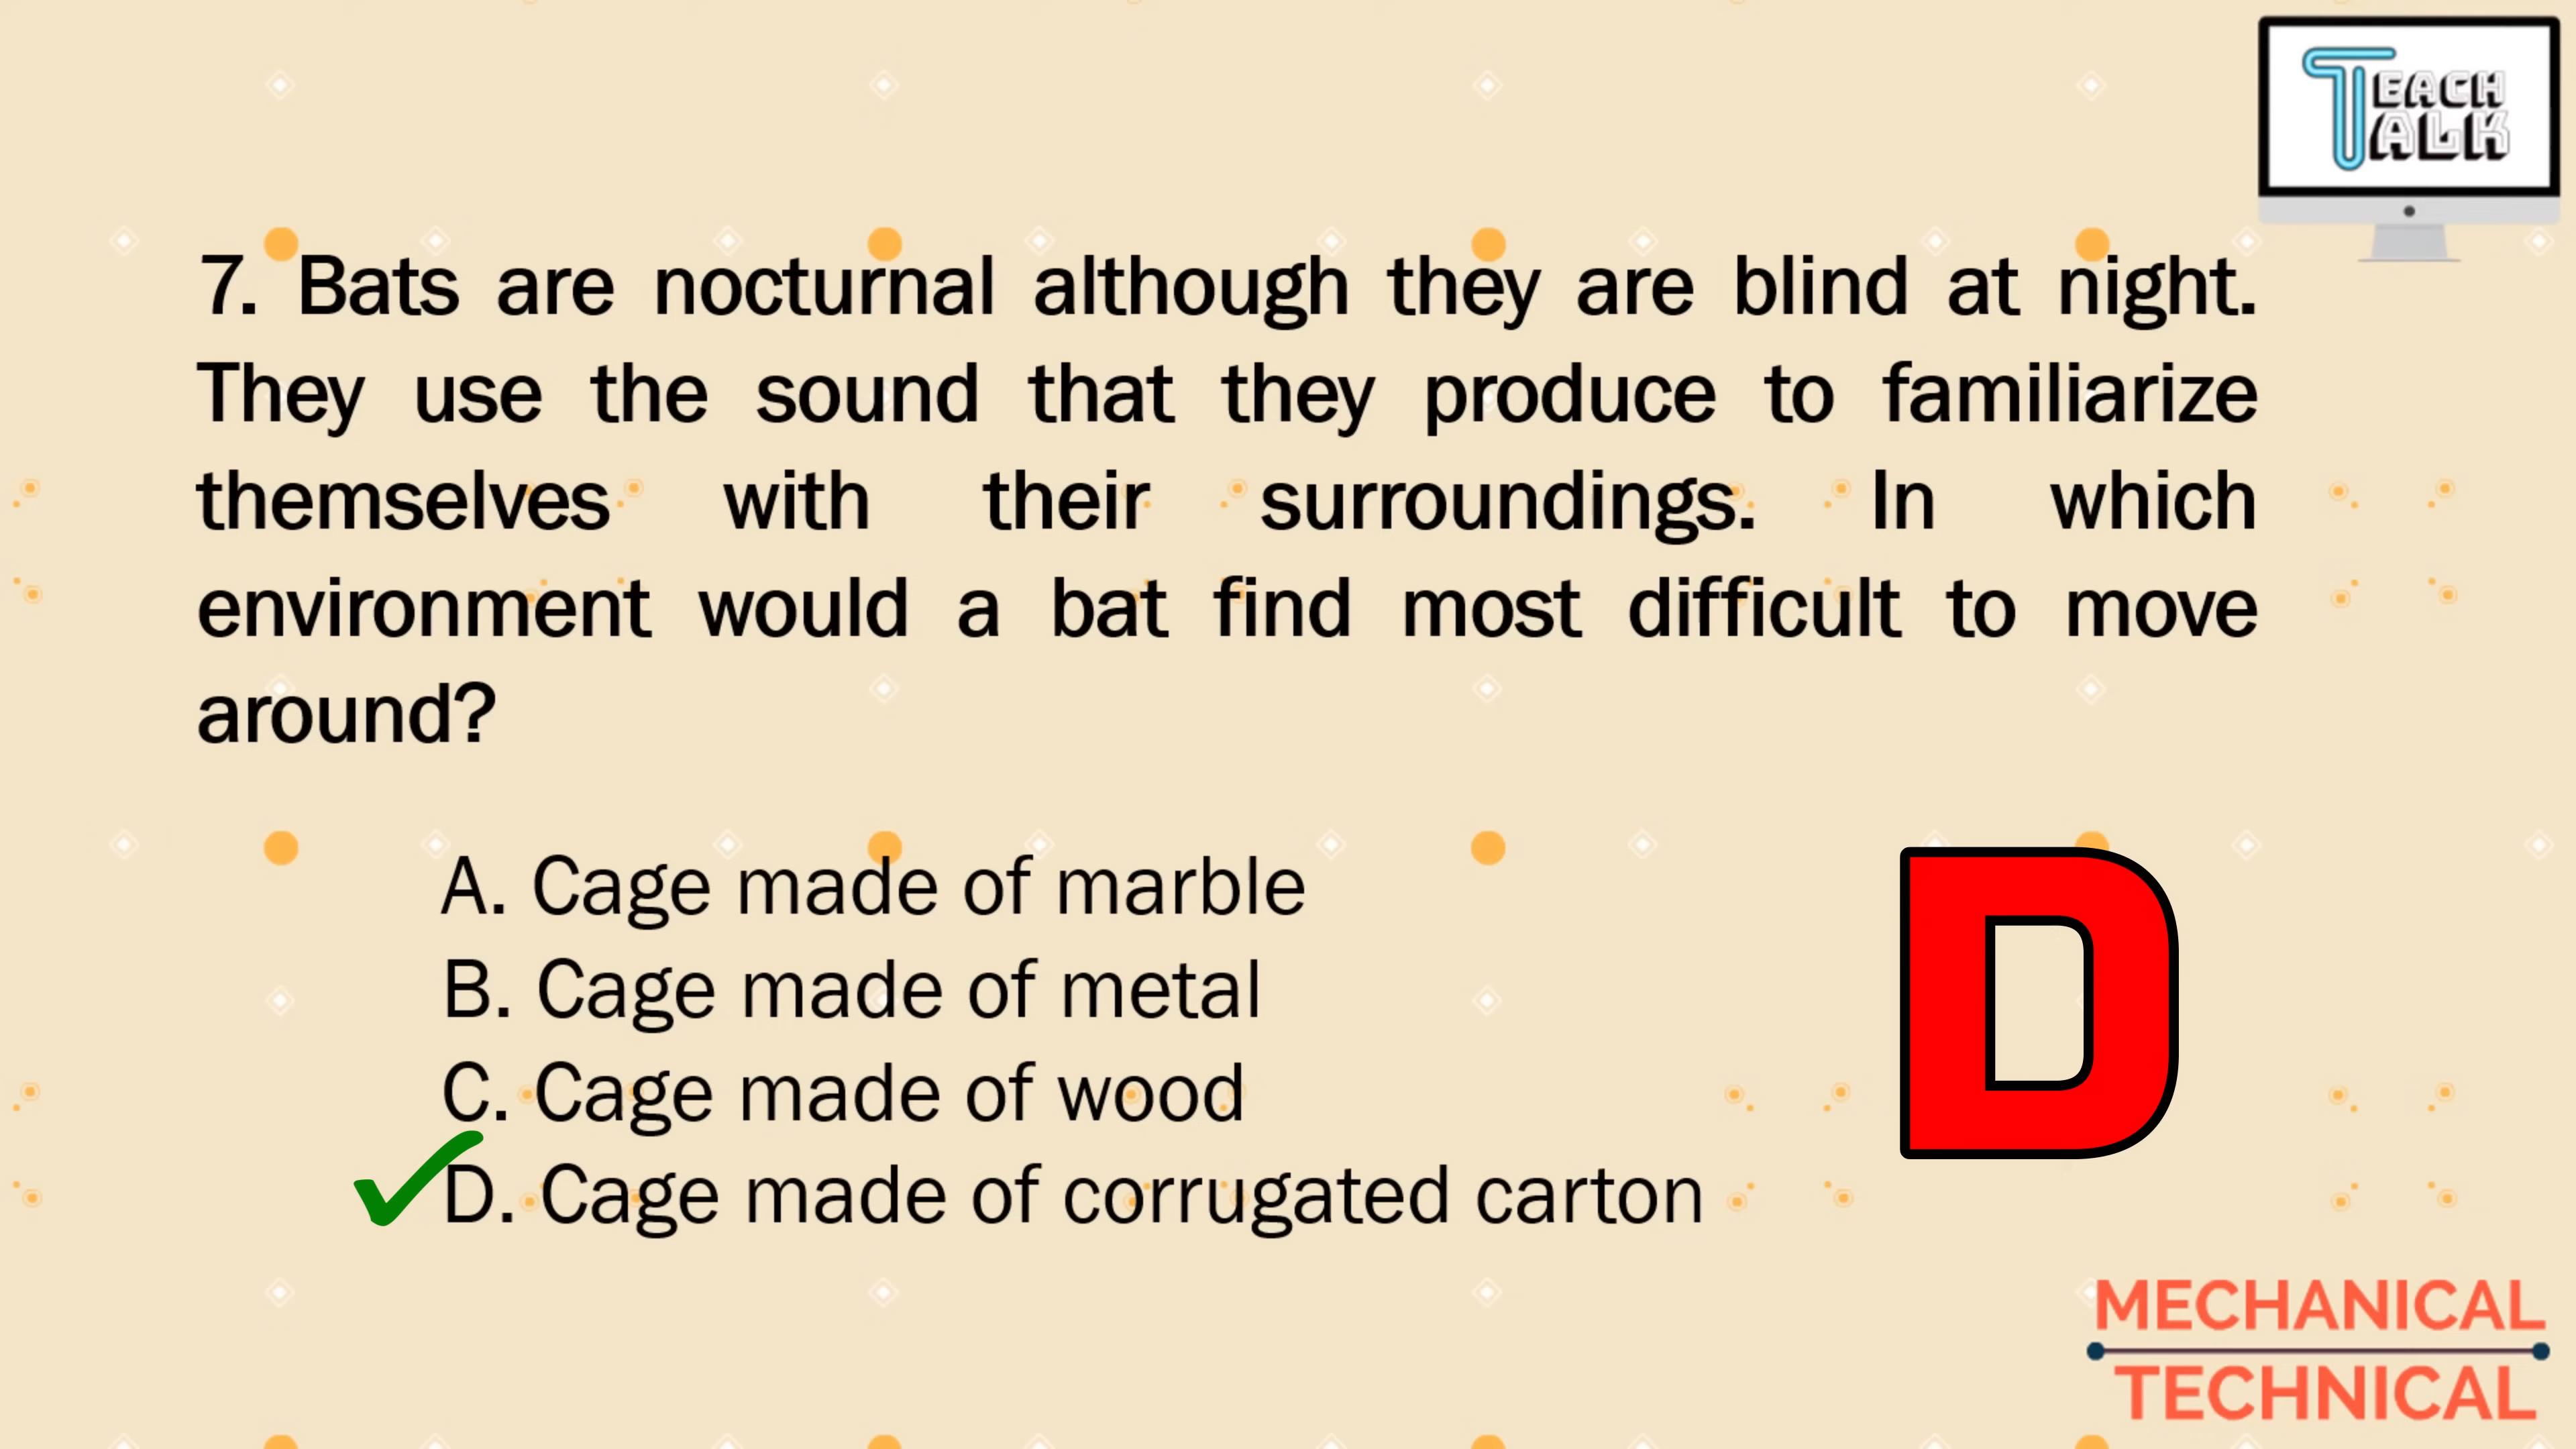 TEACH
TALK
7. Bats are nocturnal although they are blind at night.
They use the sound that they produce to familiarize
themselves with their surroundings. In which
environment would a bat find most difficult to move
around?
A. Cage made of marble
B. Cage made of metal
C. Cage made of wood
D. Cage made of corrugated carton
D
MECHANICAL
TECHNICAL